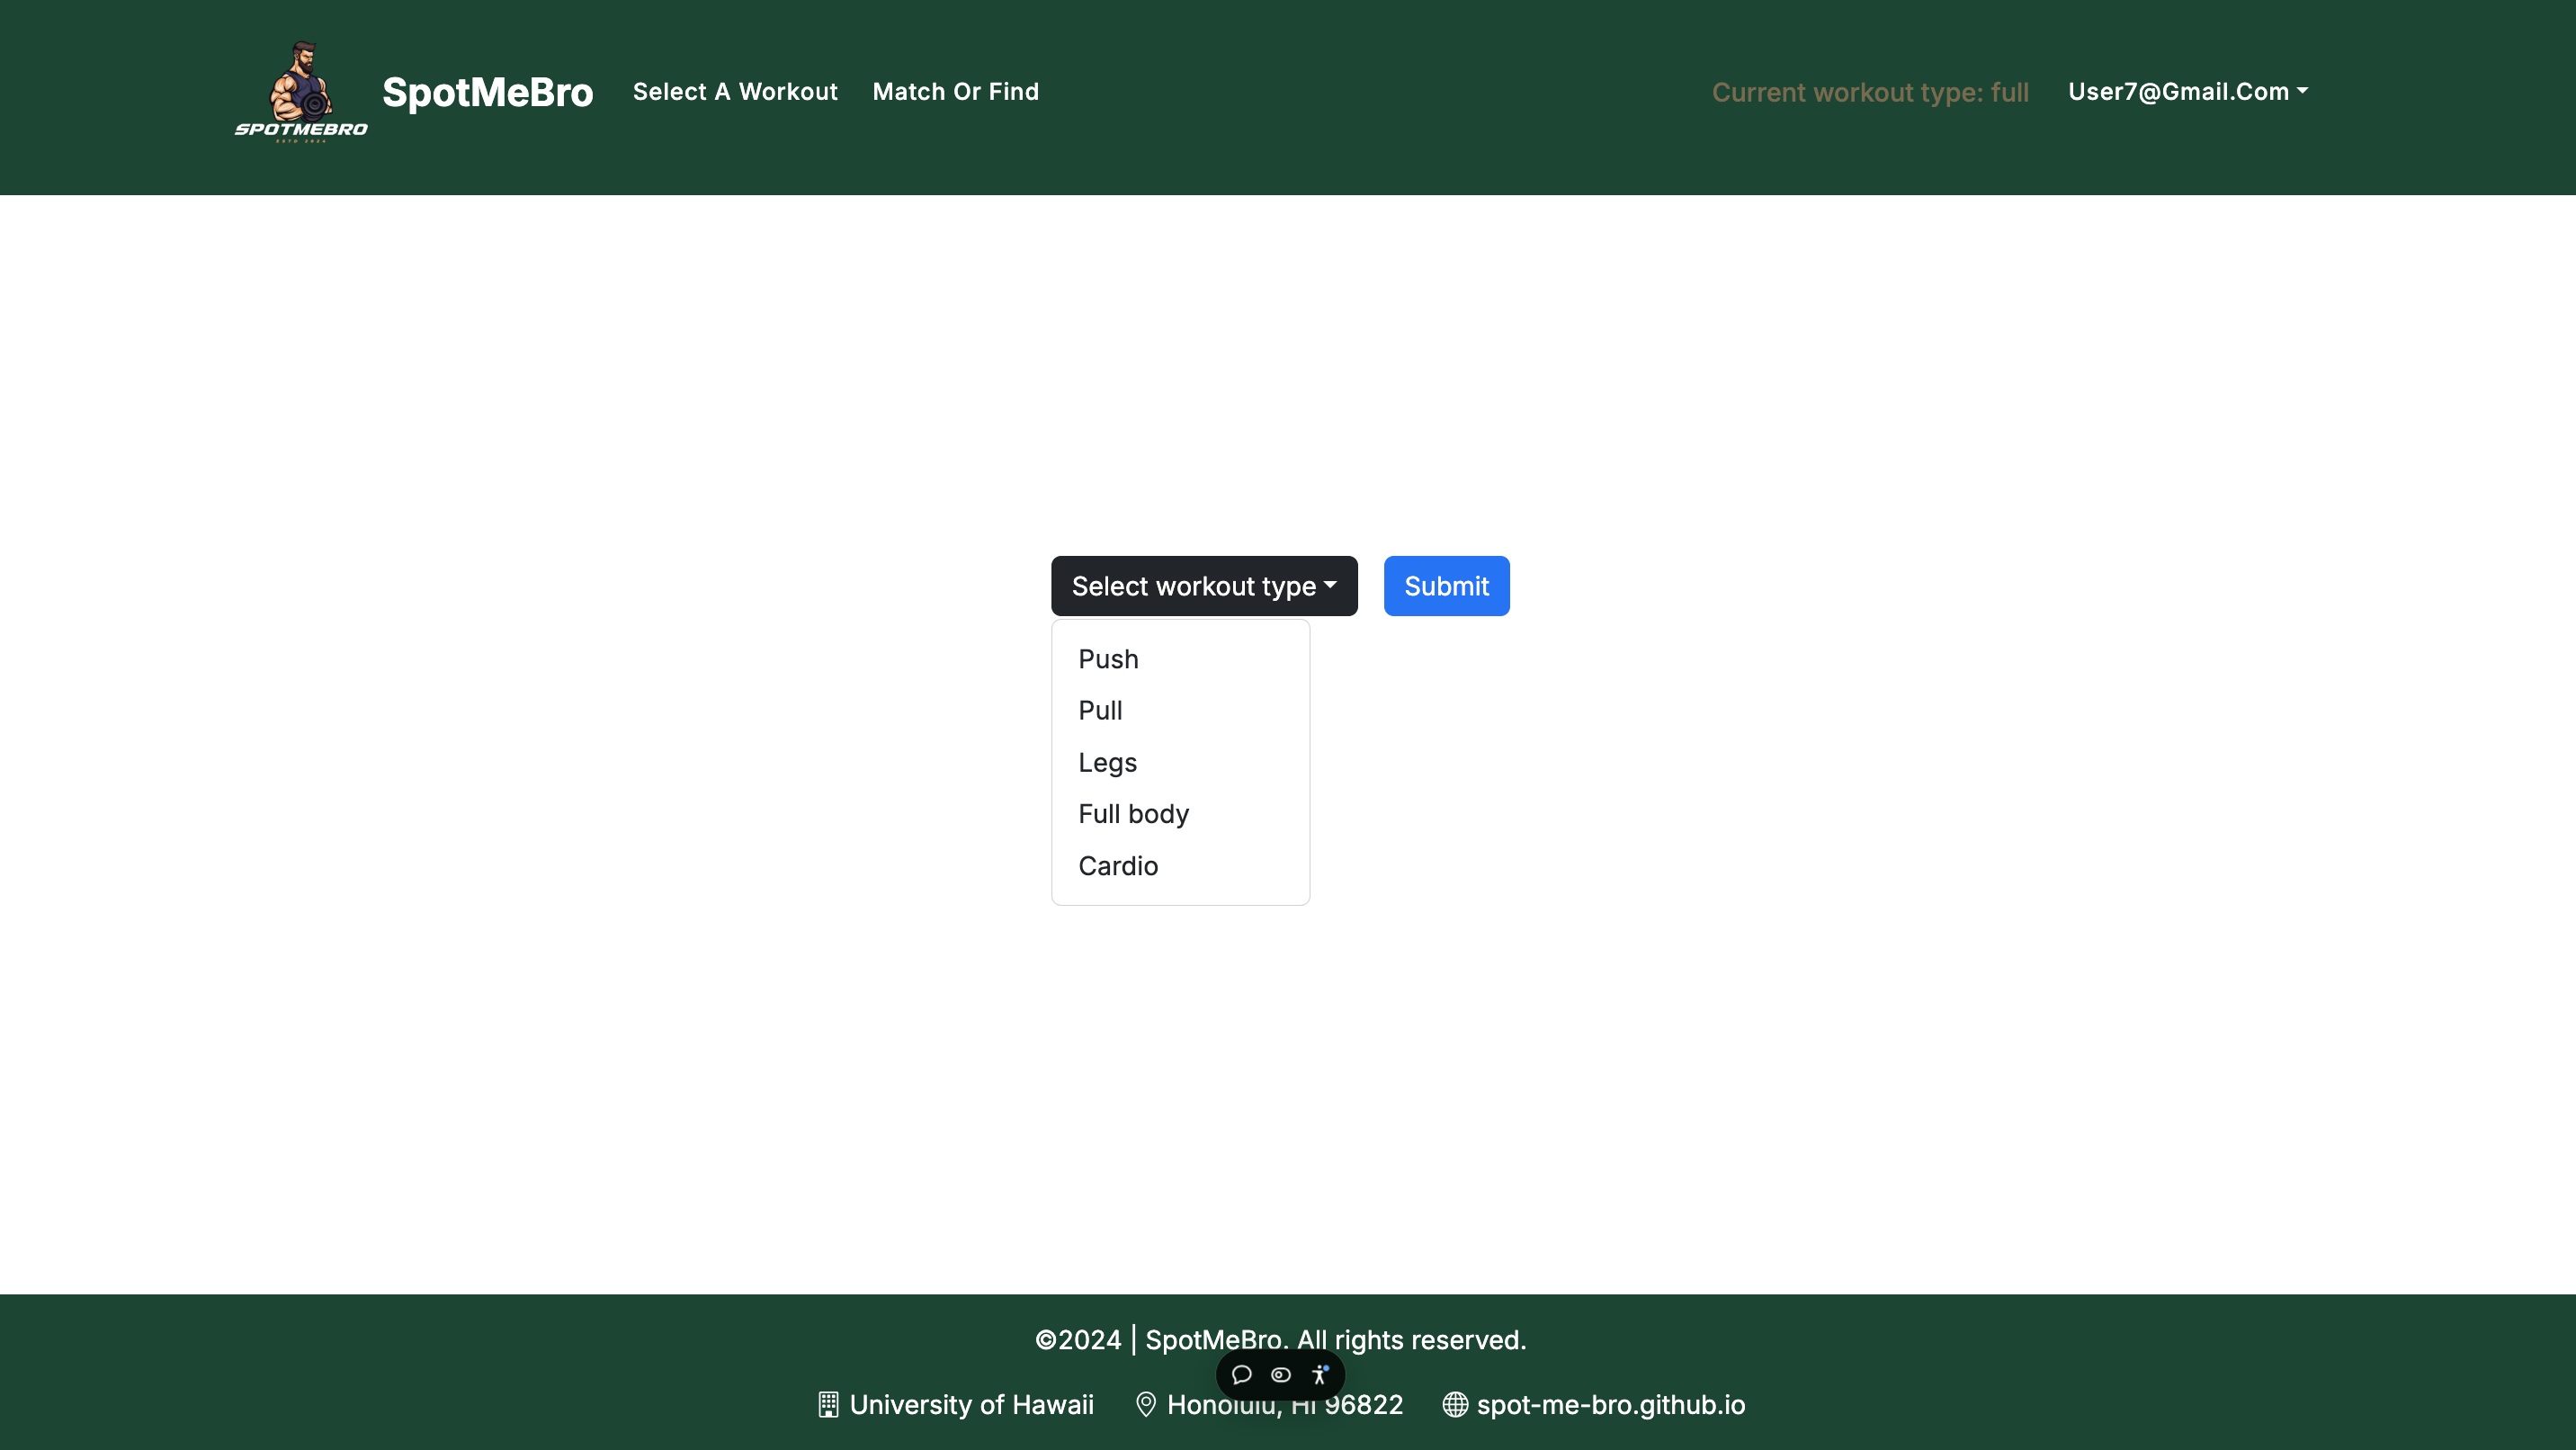 SPOTMEBRO
ESTD 2024
SpotMeBro
Select A Workout
Match Or Find
Current workout type: full
User7@Gmail.Com
Select workout type
Submit
Push
Pull
Legs
Full body
Cardio
©2024 | SpotMeBro. All rights reserved.
University of Hawaii
Honolulu, HI 96822
spot-me-bro.github.io